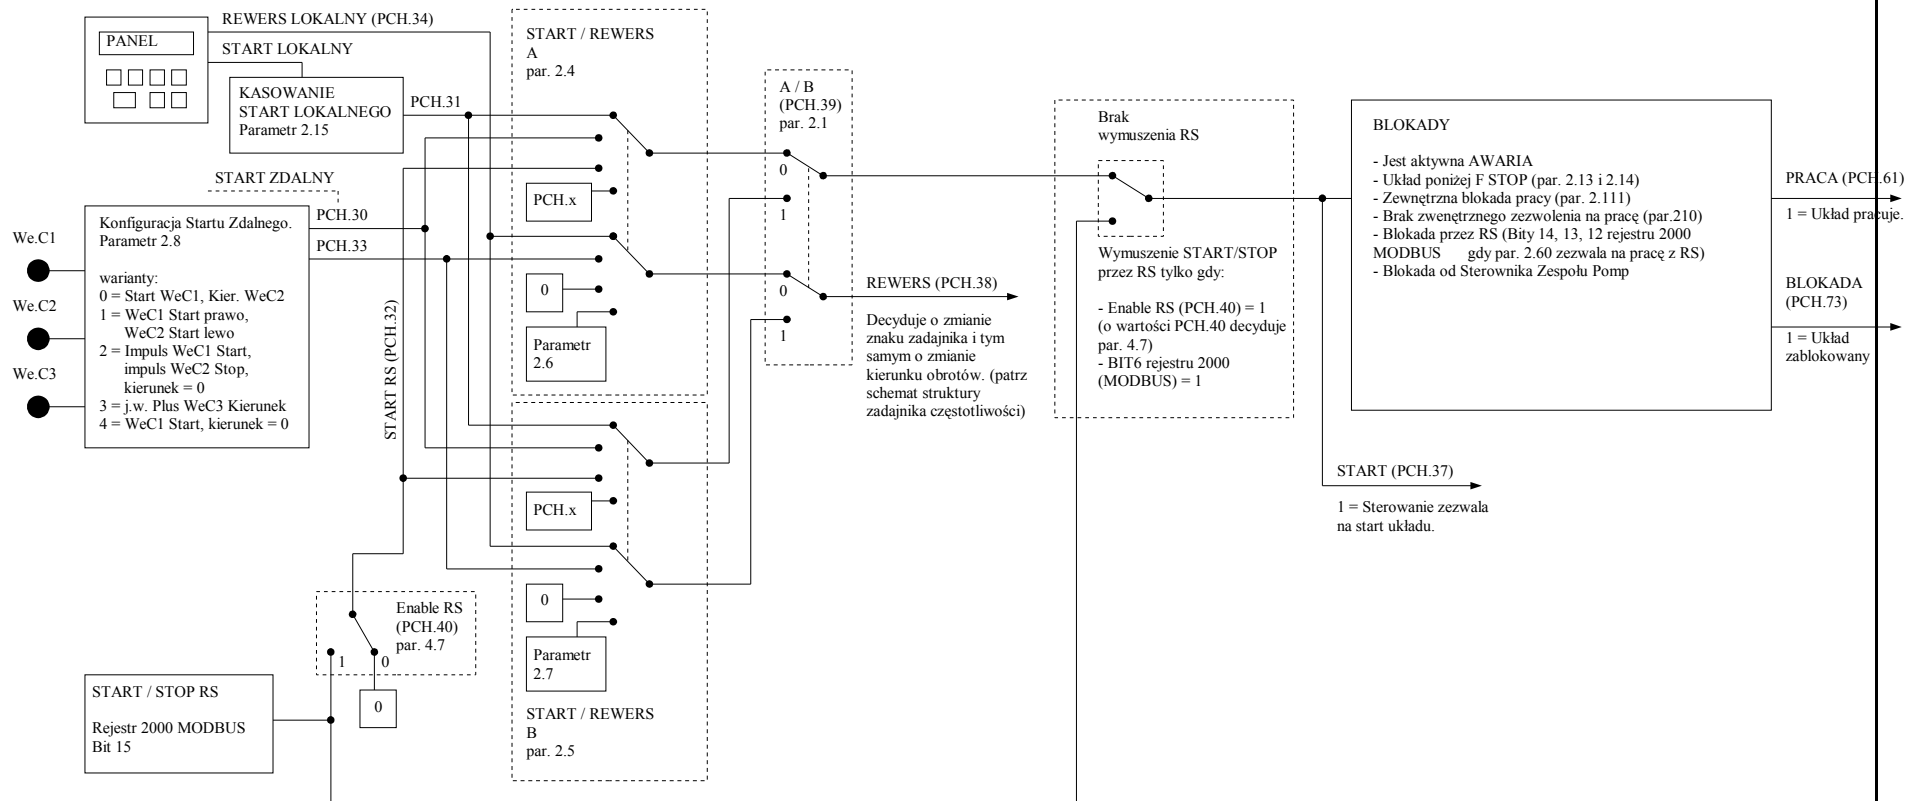 REWERS LOKALNY (PCH.34)
PANEL
START LOKALNY
KASOWANIE
START LOKALNEGO
Parametr 2.15
PCH.31
START ZDALNY
Konfiguracja Startu Zdalnego.
Parametr 2.8
warianty:
0 = Start WeC1, Kier. WeC2
1 = WeC1 Start prawo,
WeC2 Start lewo
2 = Impuls WeC1 Start,
impuls WeC2 Stop,
kierunek = 0
3 = j.w. Plus WeC3 Kierunek
4 = WeC1 Start, kierunek = 0
We.C1
We.C2
We.C3
PCH.30
PCH.33
START RS (PCH.32)
START / REWERS
A
par. 2.4
PCH.x
0
Parametr
2.6
PCH.x
0
Parametr
2.7
START / REWERS
B
par. 2.5
Enable RS
(PCH.40)
par. 4.7
1
0
0
START / STOP RS
Rejestr 2000 MODBUS
Bit 15
A / B
(PCH.39)
par. 2.1
0
1
0
1
REWERS (PCH.38)
Decyduje o zmianie
znaku zadajnika i tym
samym o zmianie
kierunku obrotów. (patrz
schemat struktury
zadajnika częstotliwości)
Brak
wymuszenia RS
Wymuszenie START/STOP
przez RS tylko gdy:
- Enable RS (PCH.40) = 1
(o wartości PCH.40 decyduje
par. 4.7)
- BIT6 rejestru 2000
(MODBUS) = 1
BLOKADY
- Jest aktywna AWARIA
- Układ poniżej F STOP (par. 2.13 i 2.14)
- Zewnętrzna blokada pracy (par. 2.111)
- Brak zwenętrznego zezwolenia na pracę (par.210)
- Blokada przez RS (Bity 14, 13, 12 rejestru 2000
MODBUS gdy par. 2.60 zezwala na pracę z RS)
- Blokada od Sterownika Zespołu Pomp
PRACA (PCH.61)
1 = Układ pracuje.
BLOKADA
(PCH.73)
1 = Układ
zablokowany
START (PCH.37)
1 = Sterowanie zezwala
na start układu.